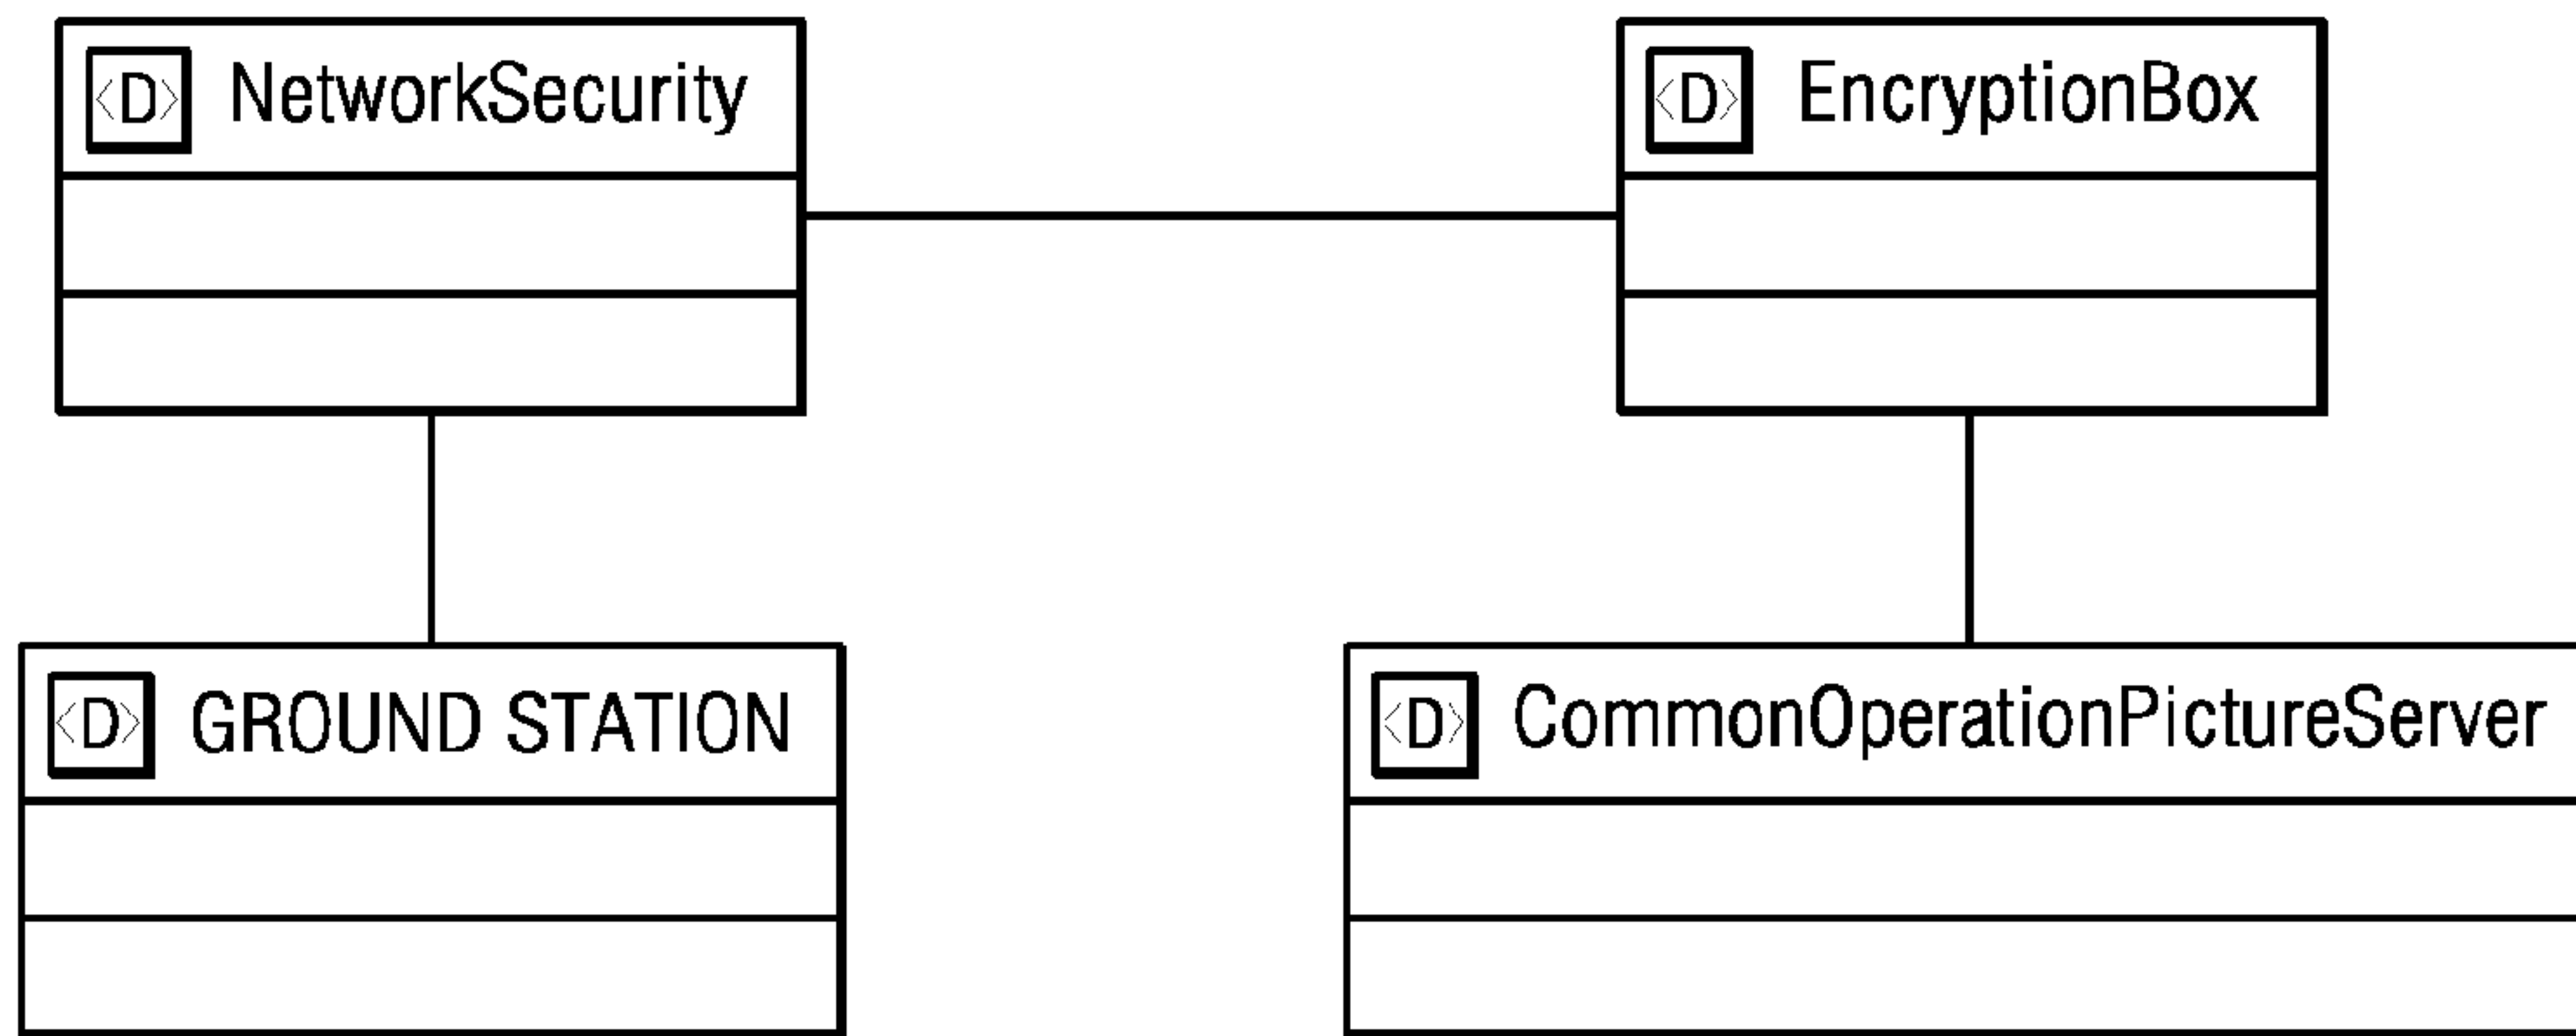 <D> NetworkSecurity
<D> EncryptionBox
<D> GROUND STATION
<D> CommonOperationPictureServer